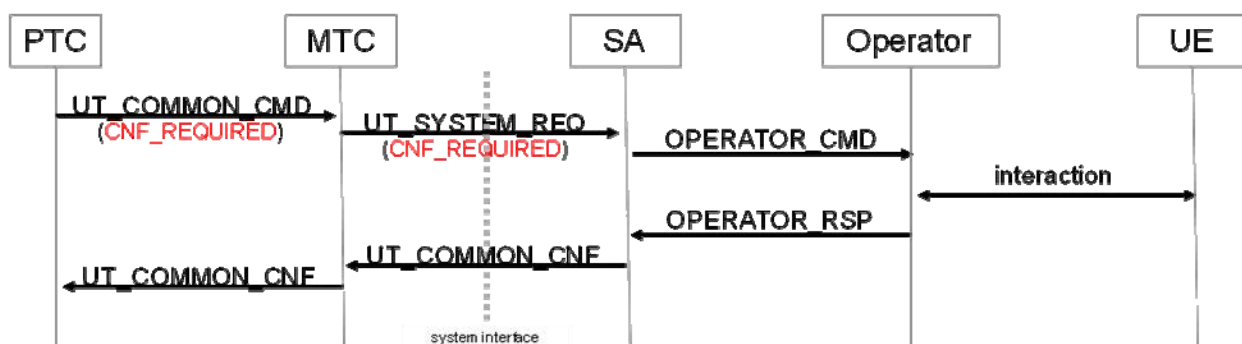 PTC MTC SA Operator UE
UT_COMMON_CMD
(CNF_REQUIRED)
UT_SYSTEM_REQ
(CNF_REQUIRED)
OPERATOR_CMD
interaction
OPERATOR_RSP
UT_COMMON_CNF
UT_COMMON_CNF
system interface